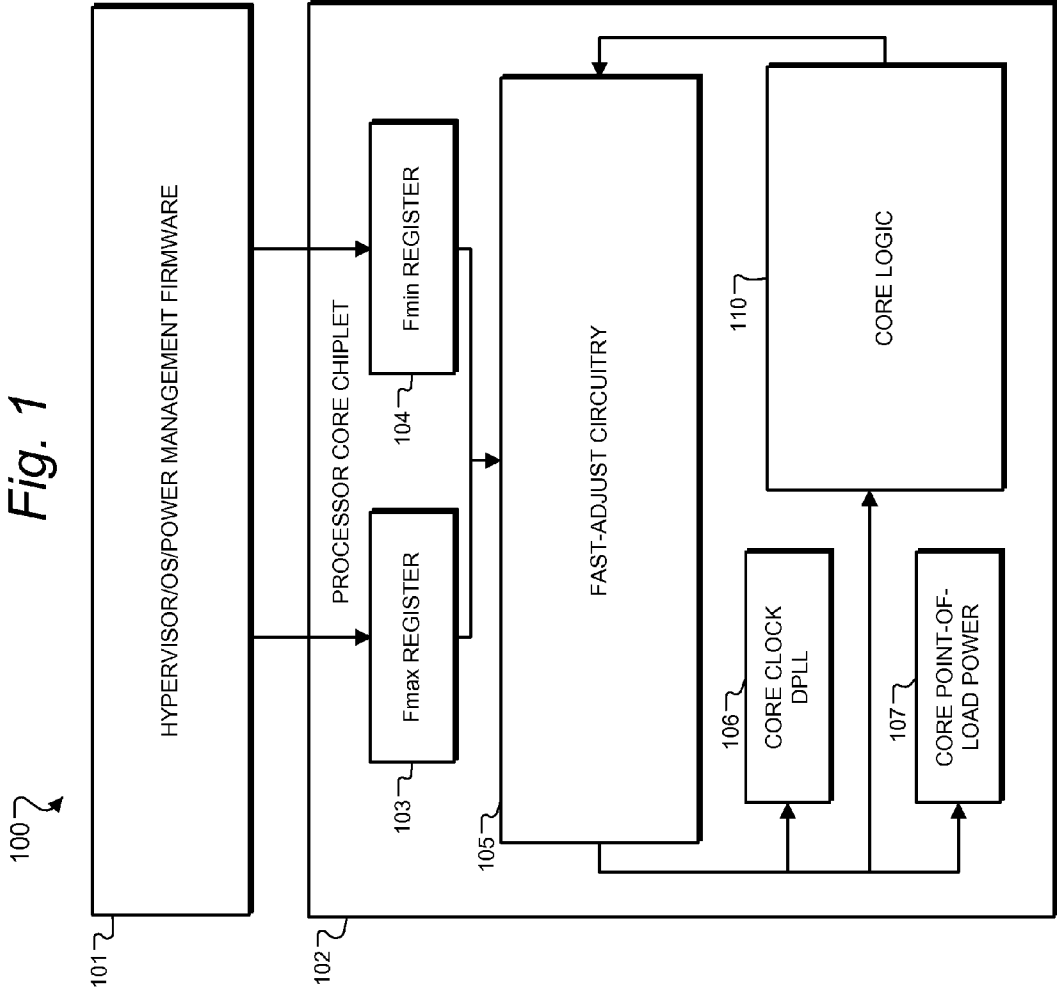 Fig. 1
100
101
HYPERVISOR/OS/POWER MANAGEMENT FIRMWARE
102
PROCESSOR CORE CHIPLET
103
Fmax REGISTER
104
Fmin REGISTER
105
FAST-ADJUST CIRCUITRY
106
CORE CLOCK
DPLL
107
CORE POINT-OF-
LOAD POWER
110
CORE LOGIC